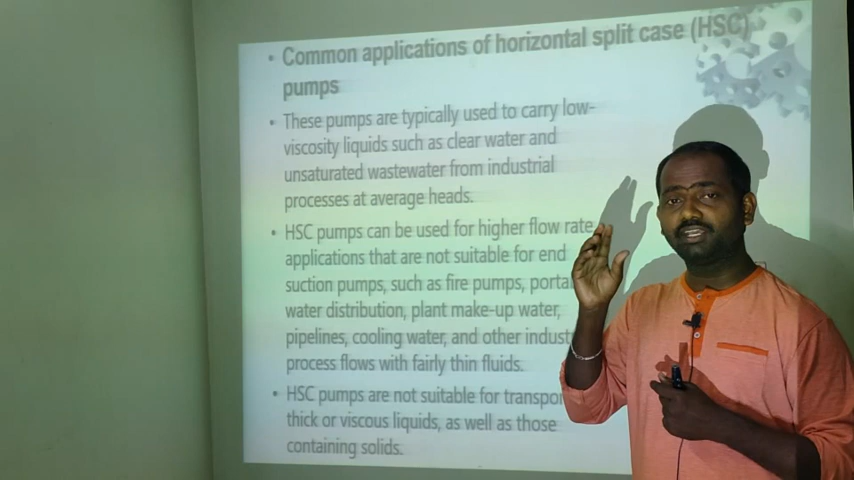 • Common applications of horizontal split case (HSC)
pumps
• These pumps are typically used to carry low-
viscosity liquids such as clear water and
unsaturated wastewater from industrial
processes at average heads.
• HSC pumps can be used for higher flow rate
applications that are not suitable for end
suction pumps, such as fire pumps,
water distribution, plant make-up water,
pipelines, cooling water, and other
process flows with fairly thin fluids.
• HSC pumps are not suitable for
thick or viscous liquids, as well as those
containing solids.